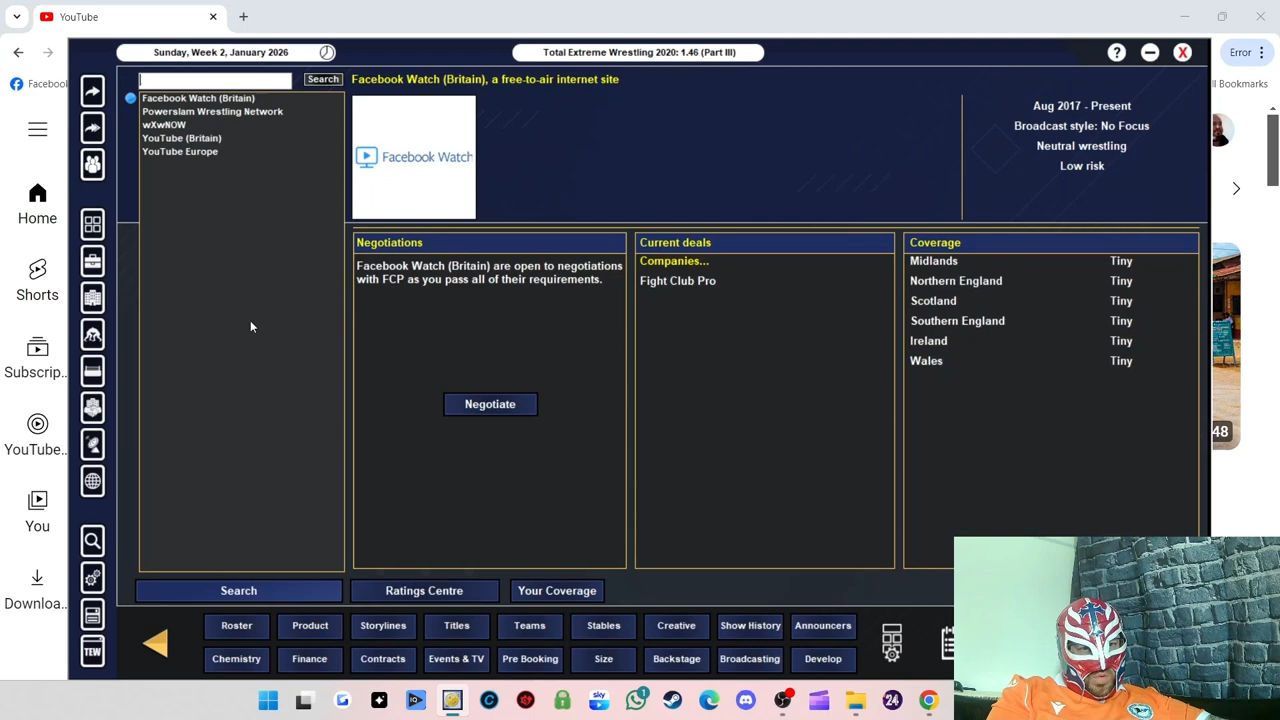 YouTube
Error
Facebook
ll Bookmarks
Sunday, Week 2, January 2026
Total Extreme Wrestling 2020: 1.46 (Part III)
?
X
Search
Facebook Watch (Britain), a free-to-air internet site
Facebook Watch (Britain)
Powerslam Wrestling Network
wXwNOW
YouTube (Britain)
YouTube Europe
Facebook Watch
Aug 2017 - Present
Broadcast style: No Focus
Neutral wrestling
Low risk
Home
Shorts
Subscrip...
YouTube...
You
Downloa...
Negotiations
Facebook Watch (Britain) are open to negotiations
with FCP as you pass all of their requirements.
Negotiate
Current deals
Companies...
Fight Club Pro
Coverage
Midlands Tiny
Northern England Tiny
Scotland Tiny
Southern England Tiny
Ireland Tiny
Wales Tiny
48
Search
Ratings Centre
Your Coverage
Roster
Product
Storylines
Titles
Teams
Stables
Creative
Show History
Announcers
Chemistry
Finance
Contracts
Events & TV
Pre Booking
Size
Backstage
Broadcasting
Develop
TEW
sky
1
24